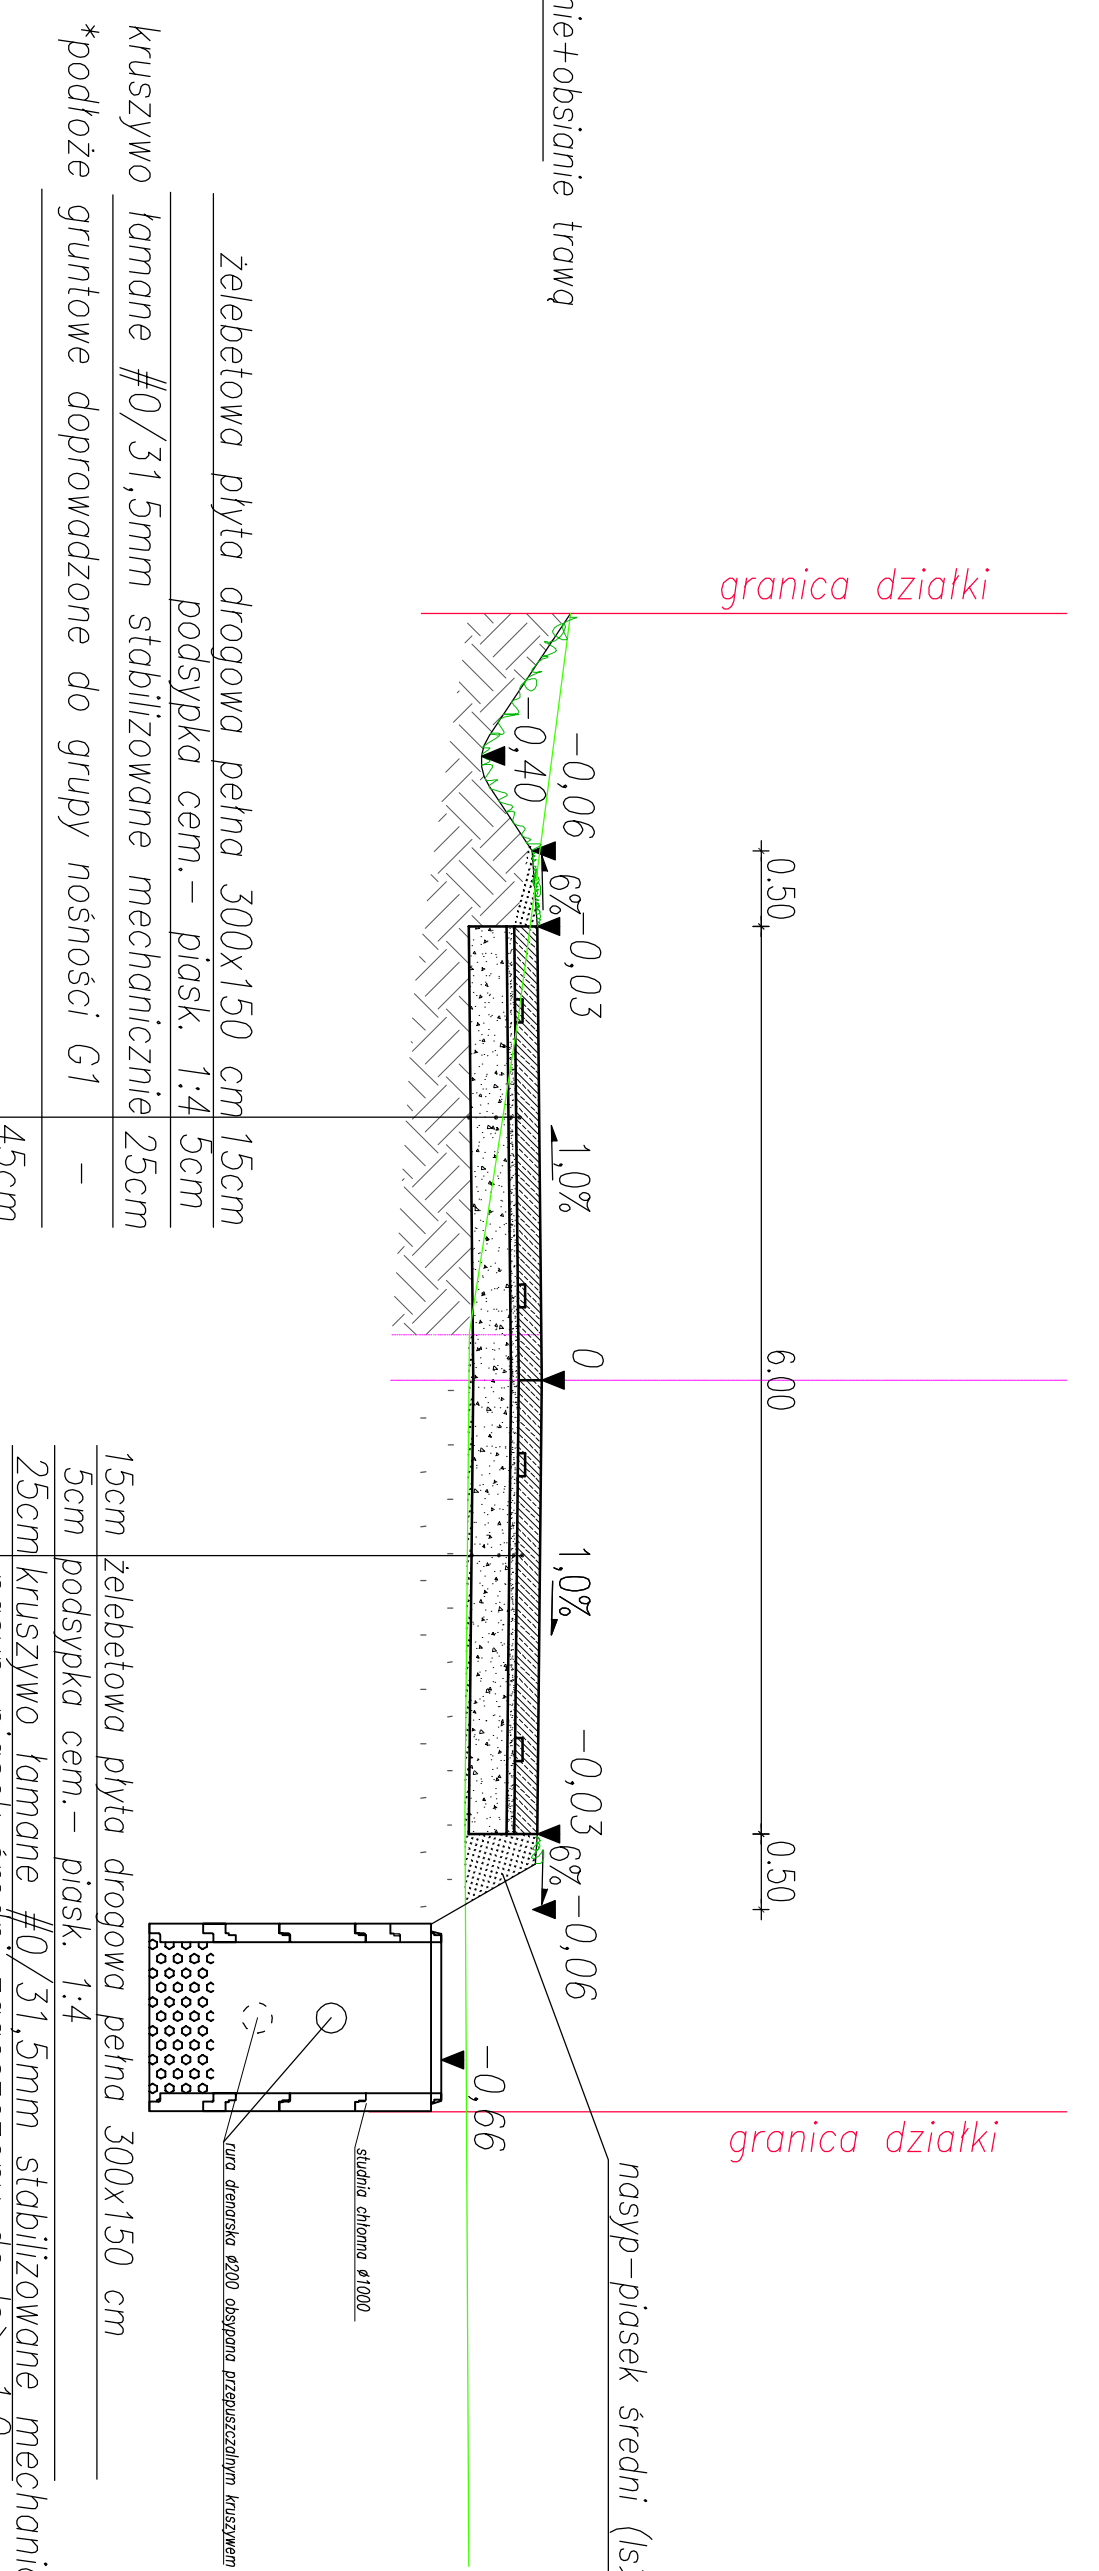 nie+obsianie trawą
granica działki
granica działki
0.50
6.00
0.50
-0,40
-0,06
6%
-0,03
1,0%
0
1,0%
-0,03
6%
-0,06
-0,66
nasyp-piasek średni
żelebetowa płyta drogowa pełna 300x150 cm 15cm
podsypka cem.- piask. 1:4 5cm
kruszywo łamane #0/31,5mm stabilizowane mechanicznie 25cm
*podłoże gruntowe doprowadzone do grupy nośności G1 -
45cm
15cm żelebetowa płyta drogowa pełna 300x150 cm
5cm podsypka cem.- piask. 1:4
25cm kruszywo łamane #0/31,5mm stabilizowane mechanic
studnia chłonna ø1000
rura drenarska ø200 obsypana przepuszczalnym kruszywem